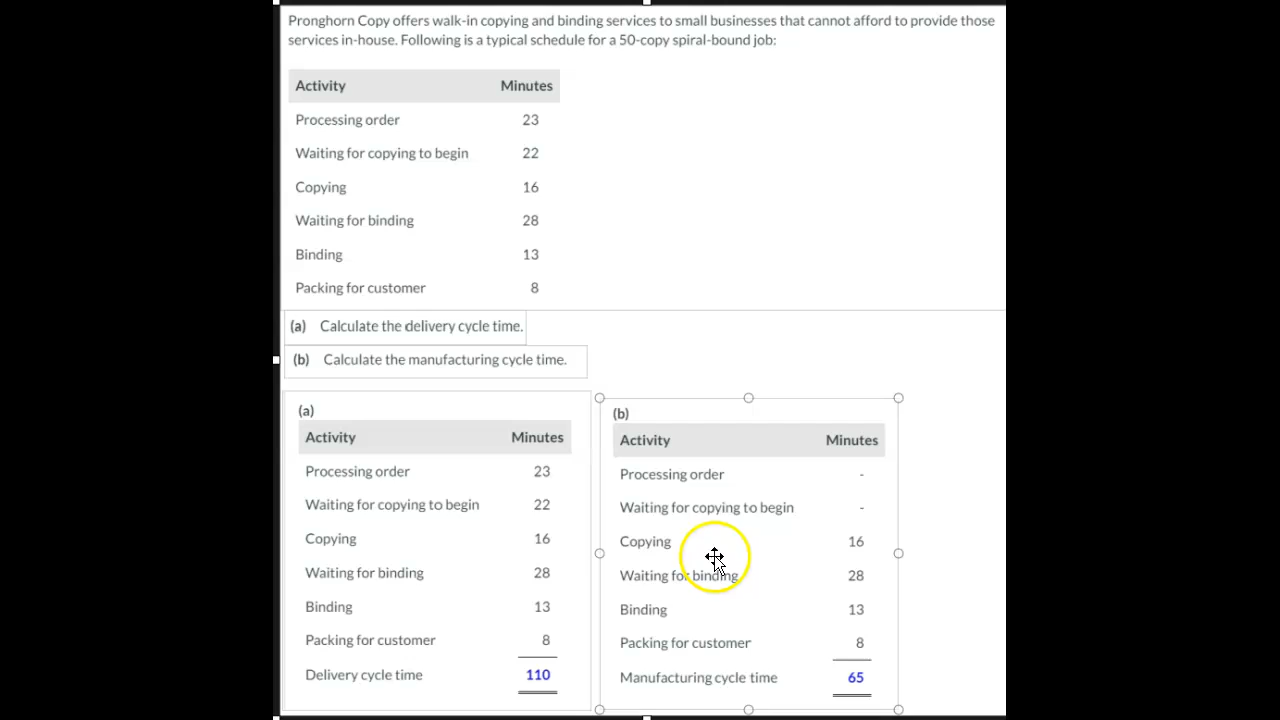 Pronghorn Copy offers walk-in copying and binding services to small businesses that cannot afford to provide those
services in-house. Following is a typical schedule for a 50-copy spiral-bound job:
Activity Minutes
Processing order 23
Waiting for copying to begin 22
Copying 16
Waiting for binding 28
Binding 13
Packing for customer 8
(a) Calculate the delivery cycle time.
(b) Calculate the manufacturing cycle time.
(a)
Activity Minutes
Processing order 23
Waiting for copying to begin 22
Copying 16
Waiting for binding 28
Binding 13
Packing for customer 8
Delivery cycle time 110
(b)
Activity Minutes
Processing order -
Waiting for copying to begin -
Copying 16
Waiting for binding 28
Binding 13
Packing for customer 8
Manufacturing cycle time 65